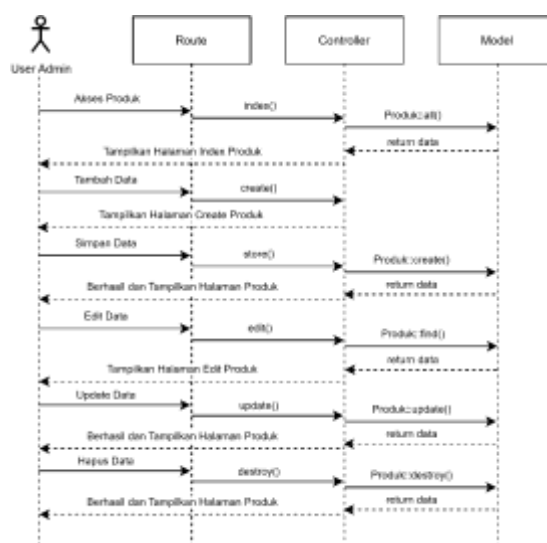 Route
Controller
Model
User Admin
Akses Produk
index()
Produk::all()
return data
Tampilkan Halaman Index Produk
Tambah Data
create()
Tampilkan Halaman Create Produk
Simpan Data
store()
Produk::create()
return data
Berhasil dan Tampilkan Halaman Produk
Edit Data
edit()
Produk::find()
return data
Tampilkan Halaman Edit Produk
Update Data
update()
Produk::update()
return data
Berhasil dan Tampilkan Halaman Produk
Hapus Data
destroy()
Produk::destroy()
return data
Berhasil dan Tampilkan Halaman Produk